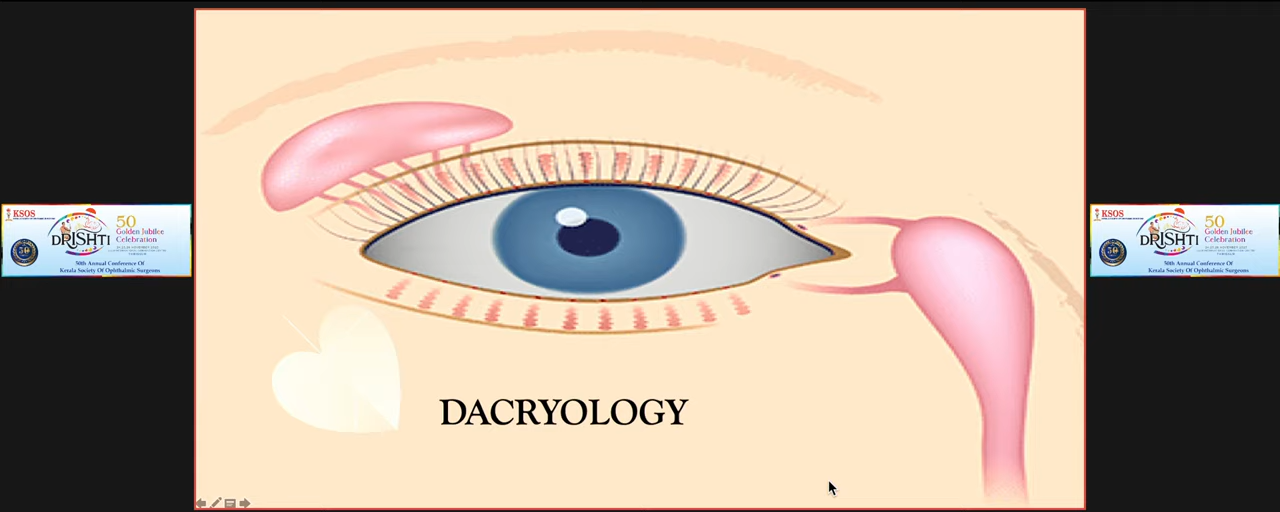 DACRYOLOGY
KSOS
DRISHTI
50
Golden Jubilee
Celebration
50th Annual Conference Of
Kerala Society Of Ophthalmic Surgeons
KSOS
DRISHTI
50
Golden Jubilee
Celebration
50th Annual Conference Of
Kerala Society Of Ophthalmic Surgeons